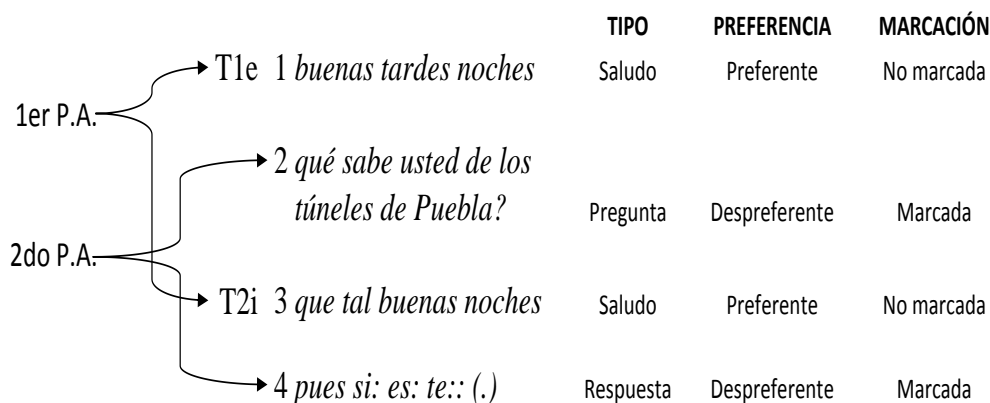 TIPO PREFERENCIA MARCACIÓN
T1e 1 buenas tardes noches Saludo Preferente No marcada
1er P.A.
2 qué sabe usted de los
túneles de Puebla? Pregunta Despreferente Marcada
2do P.A.
T2i 3 que tal buenas noches Saludo Preferente No marcada
4 pues si: es: te:: (.) Respuesta Despreferente Marcada